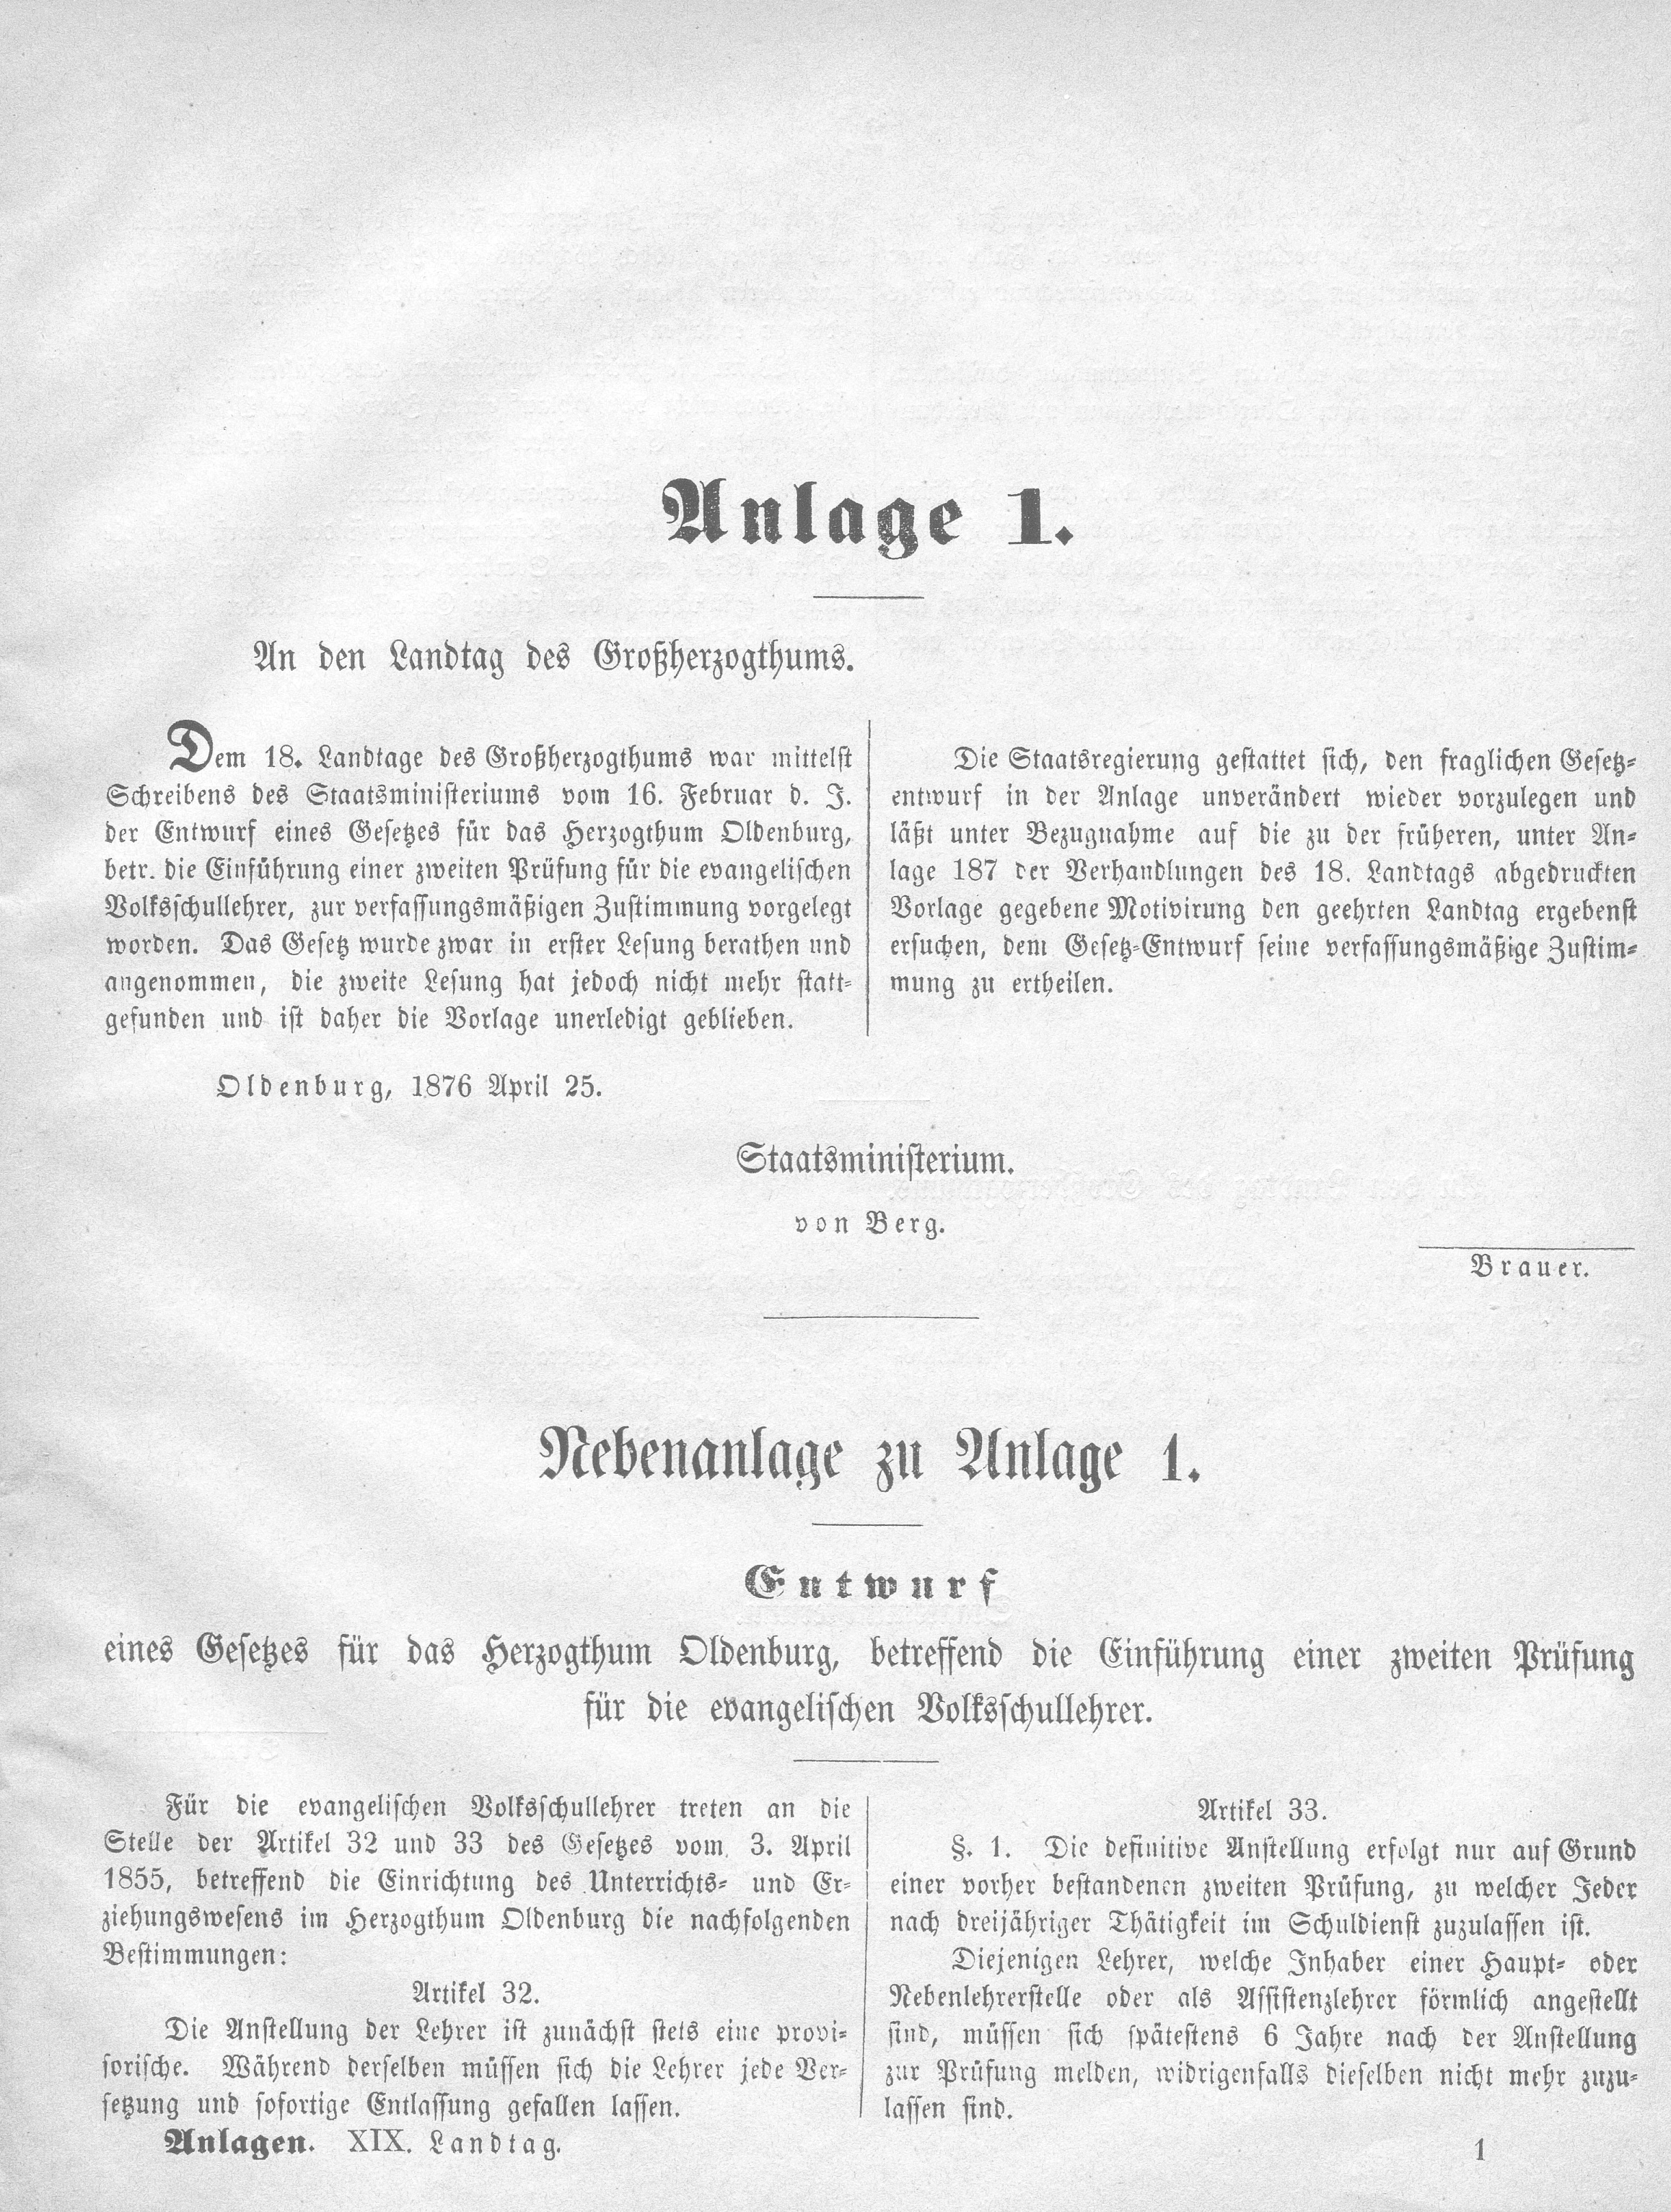 Anlage 1.
An den Landtag des Großherzogthums.
Dem 18. Landtage des Großherzogthums war mittelst
Schreibens des Staatsministeriums vom 16. Februar d. J.
der Entwurf eines Gesetzes für das Herzogthum Oldenburg,
betr. die Einführung einer zweiten Prüfung für die evangelischen
Volksschullehrer, zur verfassungsmäßigen Zustimmung vorgelegt
worden. Das Gesetz wurde zwar in erster Lesung berathen und
angenommen, die zweite Lesung hat jedoch nicht mehr statt-
gefunden und ist daher die Vorlage unerledigt geblieben.
Die Staatsregierung gestattet sich, den fraglichen Gesetz-
entwurf in der Anlage unverändert wieder vorzulegen und
läßt unter Bezugnahme auf die zu der früheren, unter An-
lage 187 der Verhandlungen des 18. Landtags abgedruckten
Vorlage gegebene Motivirung den geehrten Landtag ergebenst
ersuchen, dem Gesetz-Entwurf seine verfassungsmäßige Zustim-
mung zu ertheilen.
Oldenburg, 1876 April 25.
Staatsministerium.
von Berg.
Brauer.
Nebenanlage zu Anlage 1.
Entwurf
eines Gesetzes für das Herzogthum Oldenburg, betreffend die Einführung einer zweiten Prüfung
für die evangelischen Volksschullehrer.
Für die evangelischen Volksschullehrer treten an die
Stelle der Artikel 32 und 33 des Gesetzes vom 3. April
1855, betreffend die Einrichtung des Unterrichts- und Er-
ziehungswesens im Herzogthum Oldenburg die nachfolgenden
Bestimmungen:
Artikel 32.
Die Anstellung der Lehrer ist zunächst stets eine provi-
sorische. Während derselben müssen sich die Lehrer jede Ver-
setzung und sofortige Entlassung gefallen lassen.
Artikel 33.
§. 1. Die definitive Anstellung erfolgt nur auf Grund
einer vorher bestandenen zweiten Prüfung, zu welcher Jeder
nach dreijähriger Thätigkeit im Schuldienst zuzulassen ist.
Diejenigen Lehrer, welche Inhaber einer Haupt- oder
Nebenlehrerstelle oder als Assistenzlehrer förmlich angestellt
sind, müssen sich spätestens 6 Jahre nach der Anstellung
zur Prüfung melden, widrigenfalls dieselben nicht mehr zuzu-
lassen sind.
Anlagen. XIX. Landtag.
1